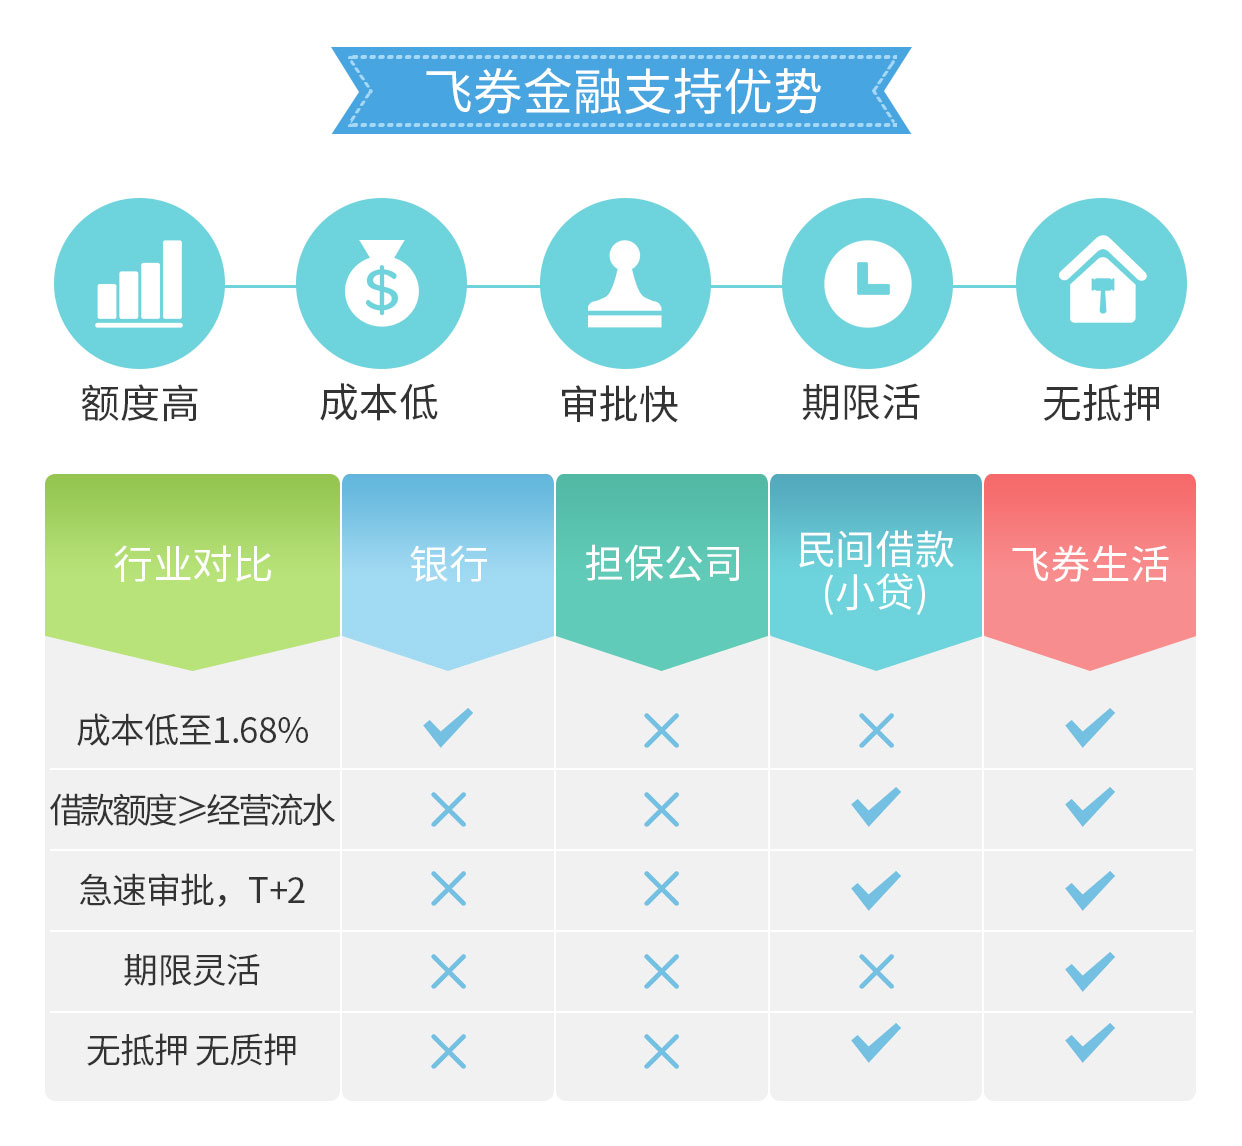 飞券金融支持优势
额度高
成本低
审批快
期限活
无抵押
行业对比
银行
担保公司
民间借款
(小贷)
飞券生活
成本低至1.68%
借款额度⩾经营流水
急速审批，T+2
期限灵活
无抵押 无质押